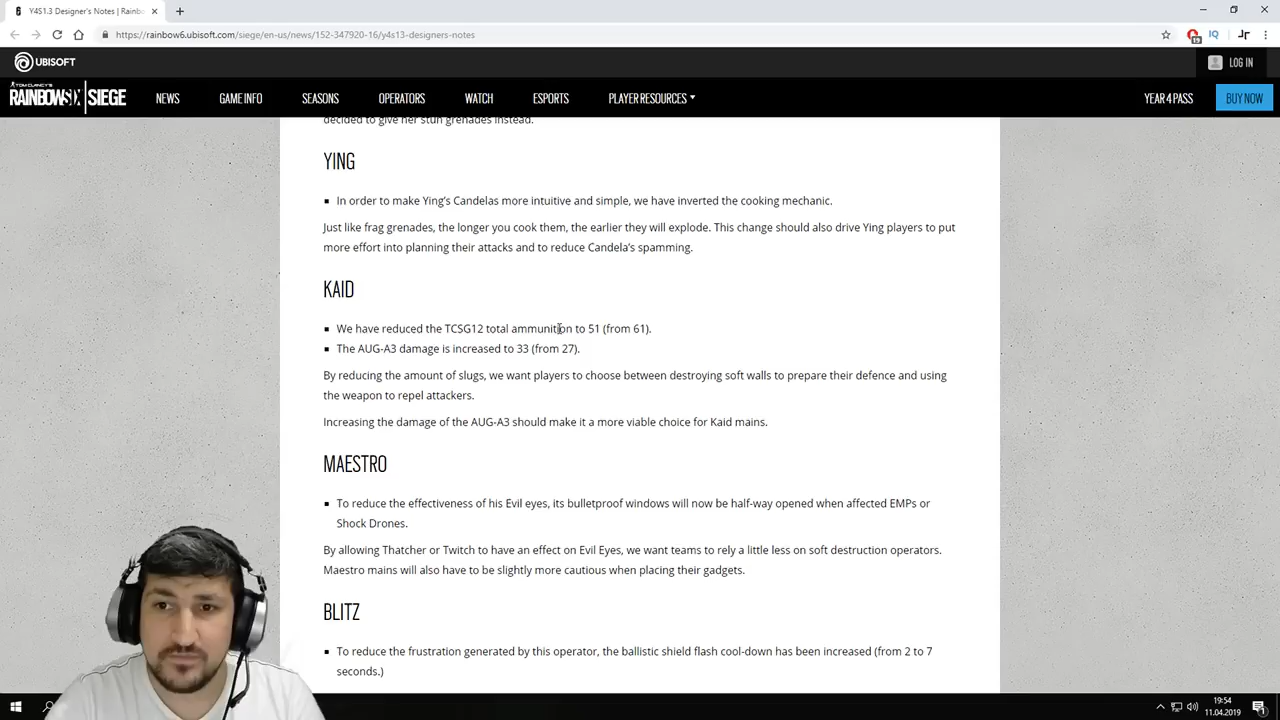 Y4S1.3 Designer's Notes | Rainb
https://rainbow6.ubisoft.com/siege/en-us/news/152-347920-16/y4s13-designers-notes
19
IQ
UBISOFT
LOG IN
TOM CLANCY'S
RAINBOWSIX | SIEGE
NEWS
GAME INFO
SEASONS
OPERATORS
WATCH
ESPORTS
PLAYER RESOURCES
YEAR 4 PASS
BUY NOW
decided to give her stun grenades instead.
YING
In order to make Ying's Candelas more intuitive and simple, we have inverted the cooking mechanic.
Just like frag grenades, the longer you cook them, the earlier they will explode. This change should also drive Ying players to put
more effort into planning their attacks and to reduce Candela's spamming.
KAID
We have reduced the TCSG12 total ammunition to 51 (from 61).
The AUG-A3 damage is increased to 33 (from 27).
By reducing the amount of slugs, we want players to choose between destroying soft walls to prepare their defence and using
the weapon to repel attackers.
Increasing the damage of the AUG-A3 should make it a more viable choice for Kaid mains.
MAESTRO
To reduce the effectiveness of his Evil eyes, its bulletproof windows will now be half-way opened when affected EMPs or
Shock Drones.
By allowing Thatcher or Twitch to have an effect on Evil Eyes, we want teams to rely a little less on soft destruction operators.
Maestro mains will also have to be slightly more cautious when placing their gadgets.
BLITZ
To reduce the frustration generated by this operator, the ballistic shield flash cool-down has been increased (from 2 to 7
seconds.)
19:54
11.04.2019